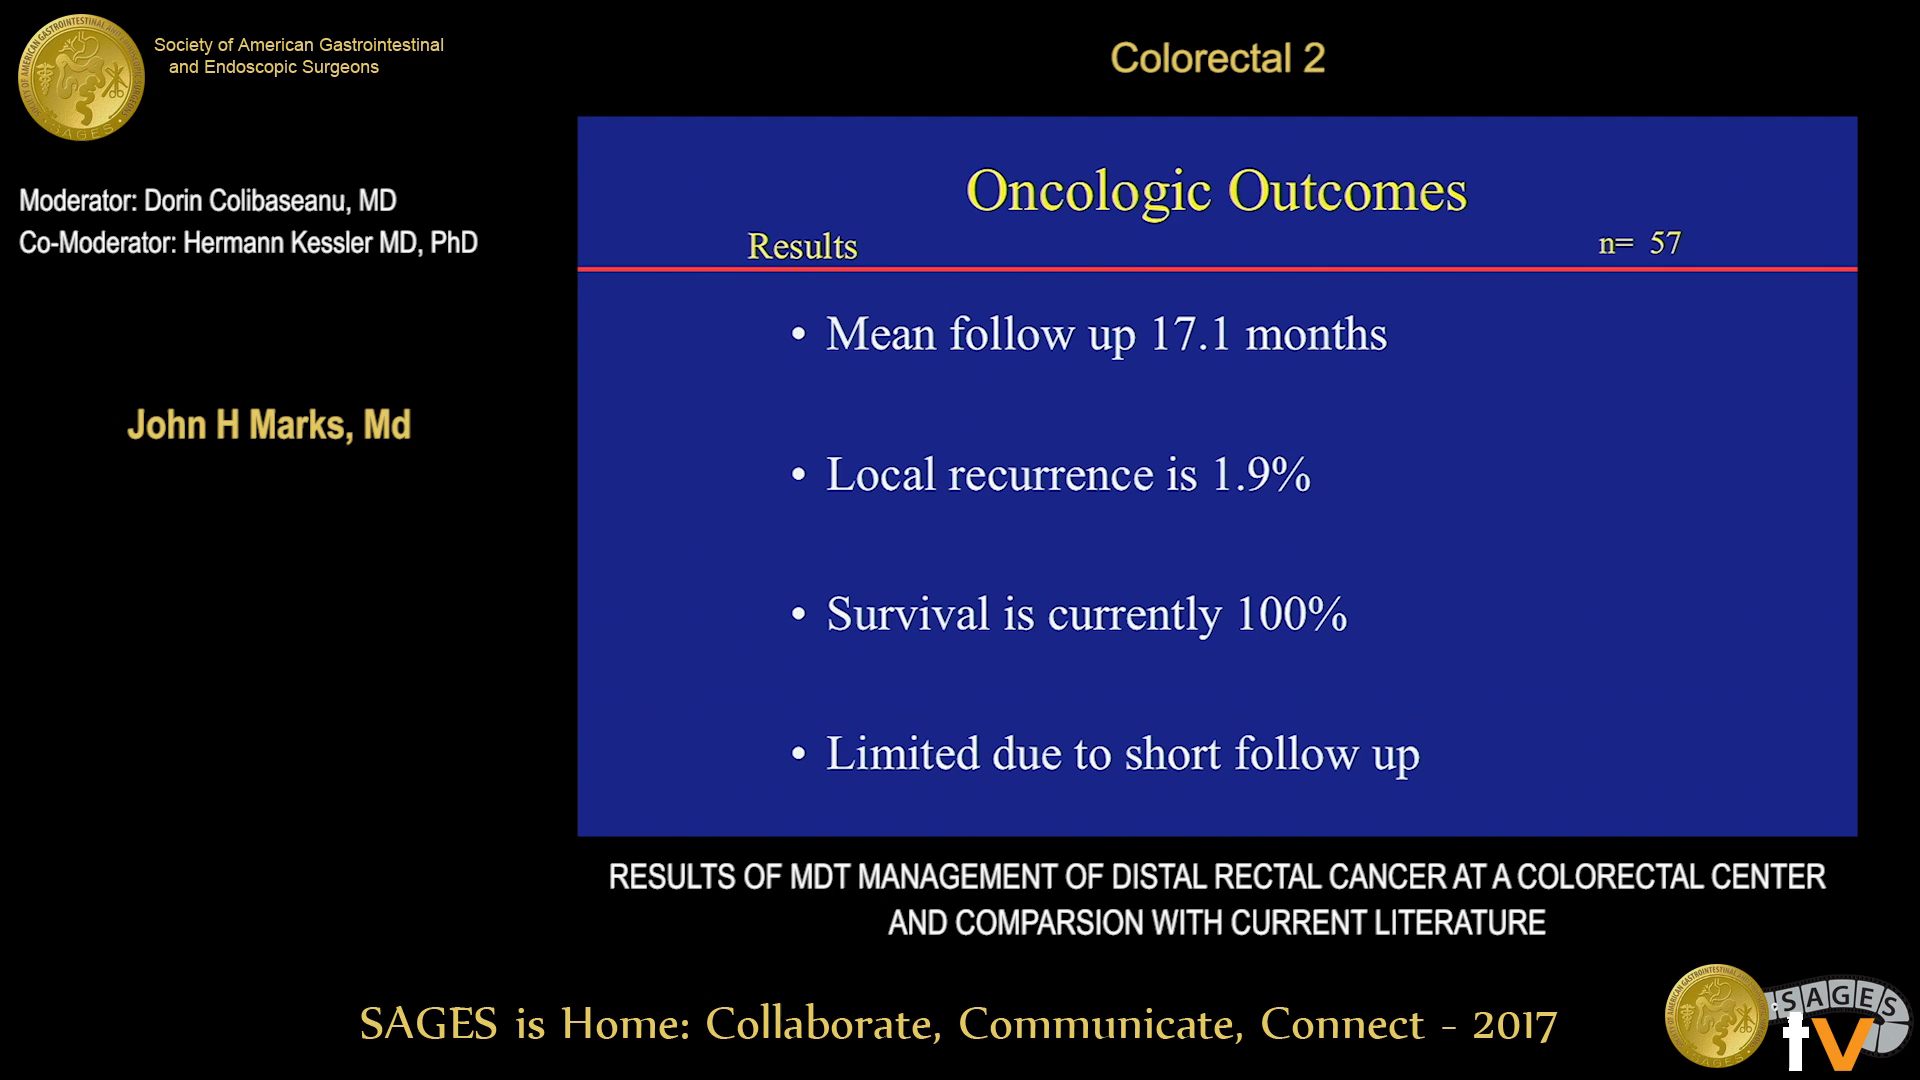 Society of American Gastrointestinal
and Endoscopic Surgeons
Colorectal 2
Moderator: Dorin Colibaseanu, MD
Co-Moderator: Hermann Kessler MD, PhD
John H Marks, Md
Oncologic Outcomes
Results
n= 57
• Mean follow up 17.1 months
• Local recurrence is 1.9%
• Survival is currently 100%
• Limited due to short follow up
RESULTS OF MDT MANAGEMENT OF DISTAL RECTAL CANCER AT A COLORECTAL CENTER
AND COMPARSION WITH CURRENT LITERATURE
SAGES is Home: Collaborate, Communicate, Connect - 2017
SAGES
tv